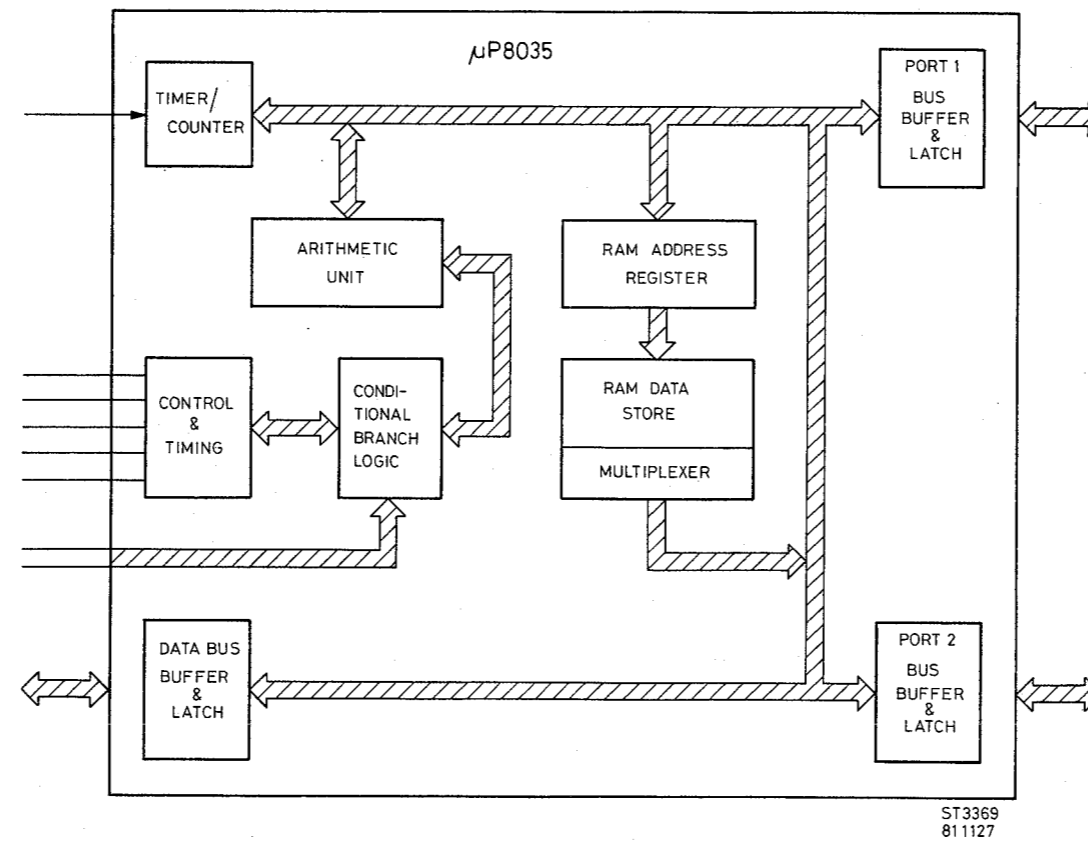 µP8035
TIMER/
COUNTER
PORT 1
BUS
BUFFER
&
LATCH
ARITHMETIC
UNIT
RAM ADDRESS
REGISTER
CONTROL
&
TIMING
CONDI-
TIONAL
BRANCH
LOGIC
RAM DATA
STORE
MULTIPLEXER
DATA BUS
BUFFER
&
LATCH
PORT 2
BUS
BUFFER
&
LATCH
ST3369
811127